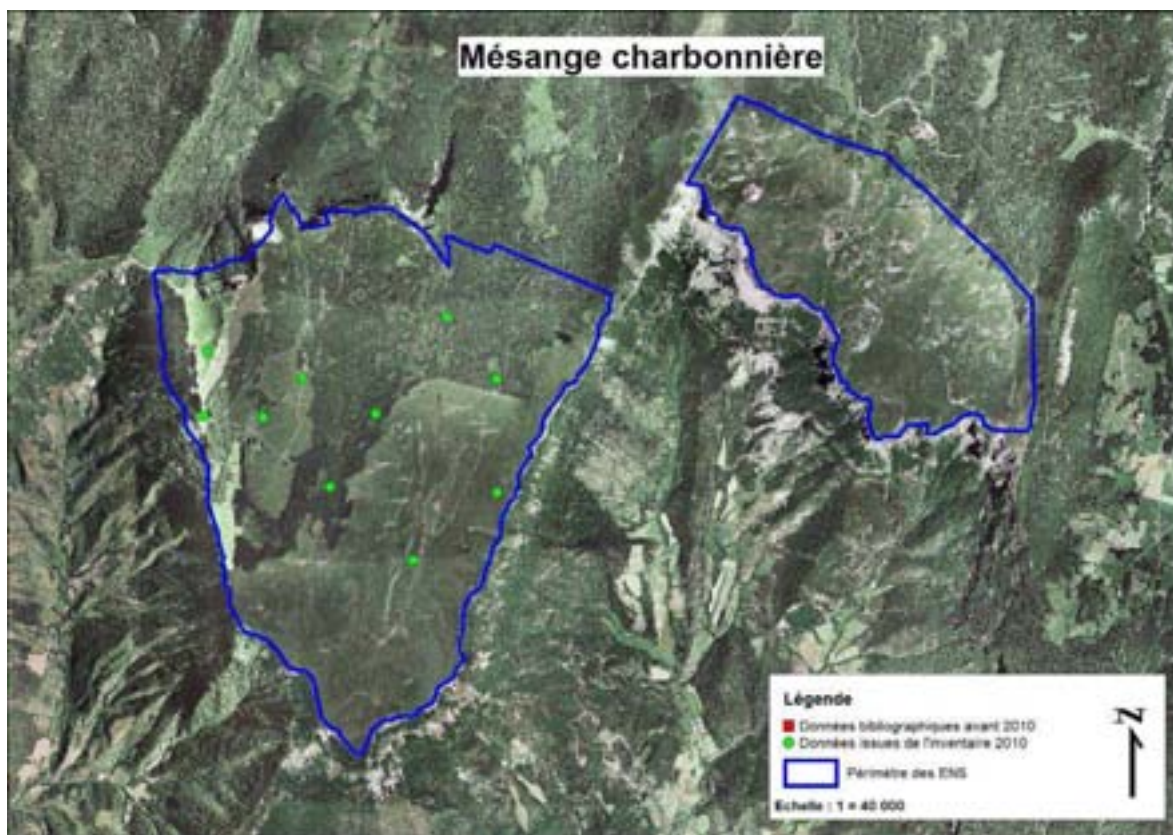 Mésange charbonnière
Légende
Données bibliographiques avant 2010
Données issues de l'inventaire 2010
Périmètre des ENS
Echelle : 1 = 40 000
N